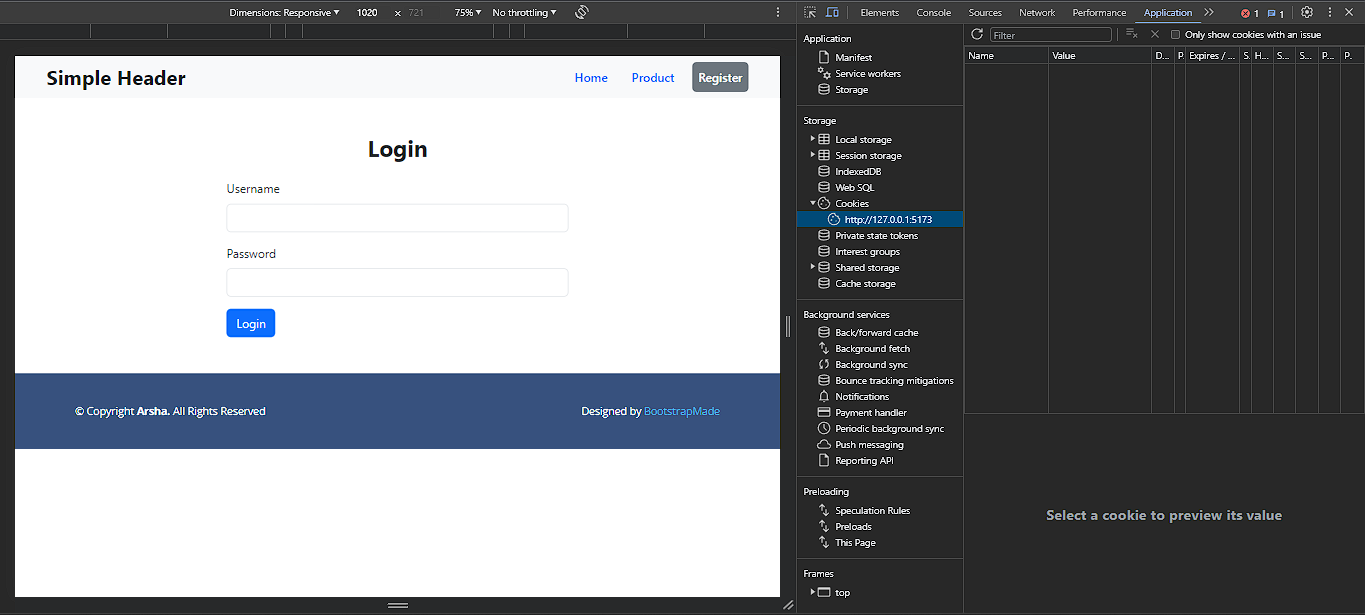 Dimensions: Responsive ▾ 1020 × 721 75% ▾ No throttling ▾
Elements Console Sources Network Performance Application 1 1
Simple Header Home Product Register
Login
Username
Password
Login
© Copyright Arsha. All Rights Reserved Designed by BootstrapMade
Application
Manifest
Service workers
Storage
Storage
Local storage
Session storage
IndexedDB
Web SQL
Cookies
http://127.0.0.1:5173
Private state tokens
Interest groups
Shared storage
Cache storage
Background services
Back/forward cache
Background fetch
Background sync
Bounce tracking mitigations
Notifications
Payment handler
Periodic background sync
Push messaging
Reporting API
Preloading
Speculation Rules
Preloads
This Page
Frames
top
Filter Only show cookies with an issue
Name Value D... P Expires / ... S. H... S... S... P... P.
Select a cookie to preview its value